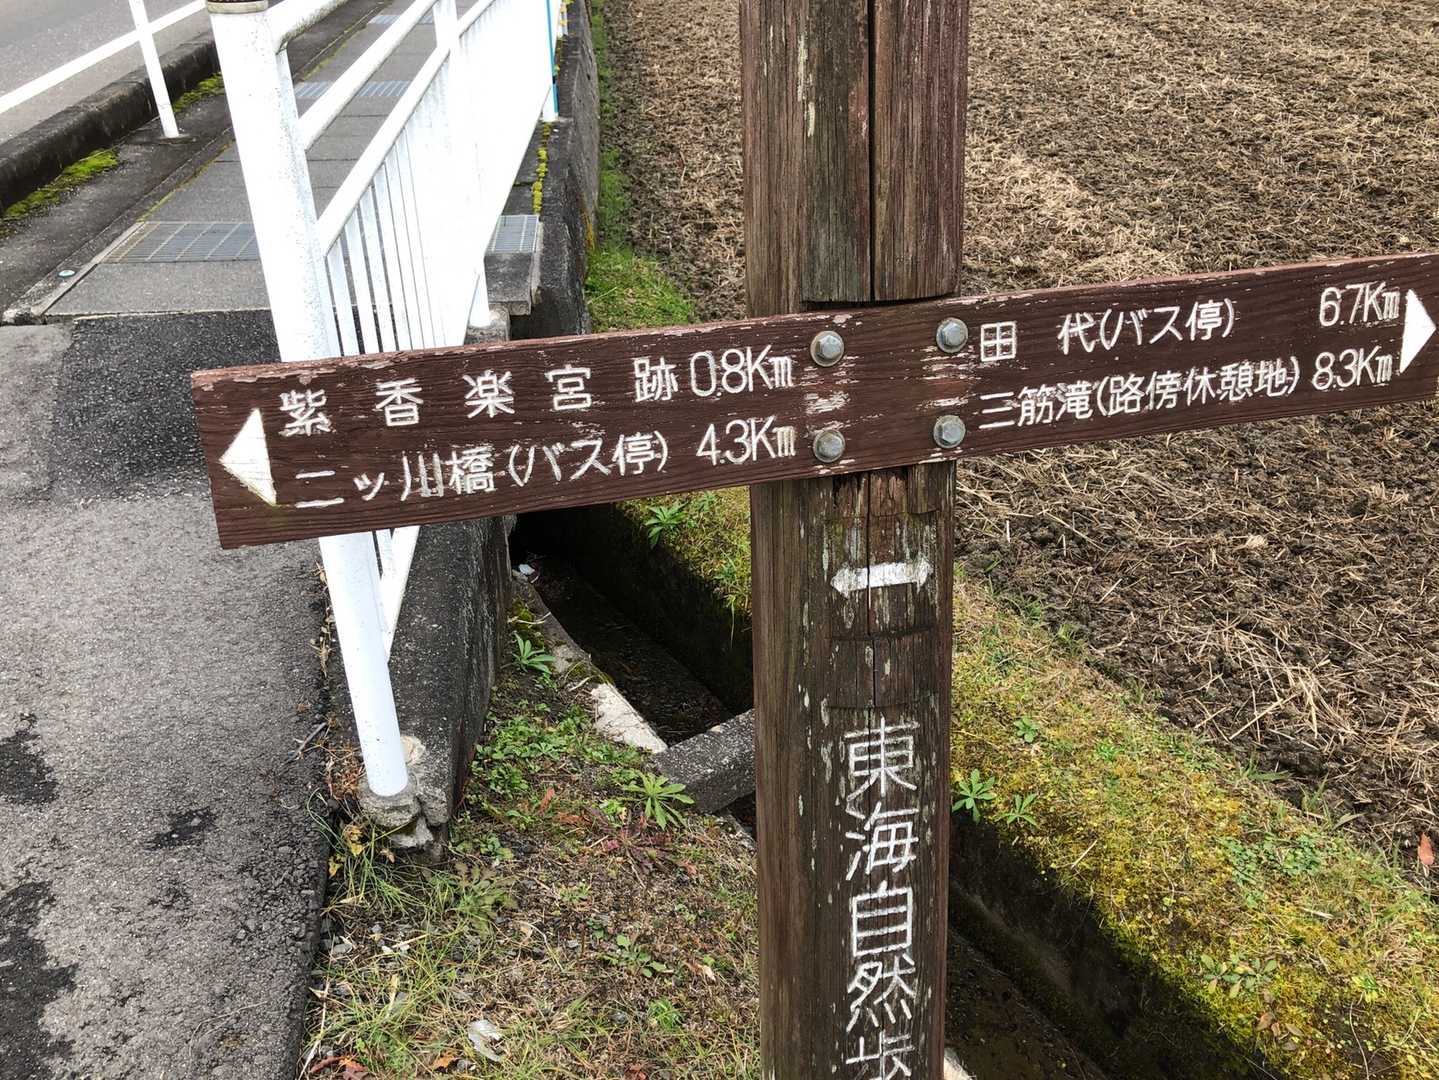 紫香楽宮跡 0.8Km
二ッ川橋(バス停) 4.3Km
田代(バス停) 6.7Km
三筋滝(路傍休憩地) 8.3Km
東海自然歩